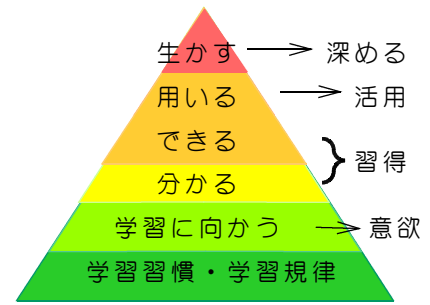 生かす 深める
用いる 活用
できる
習得
分かる
学習に向かう 意欲
学習習慣・学習規律